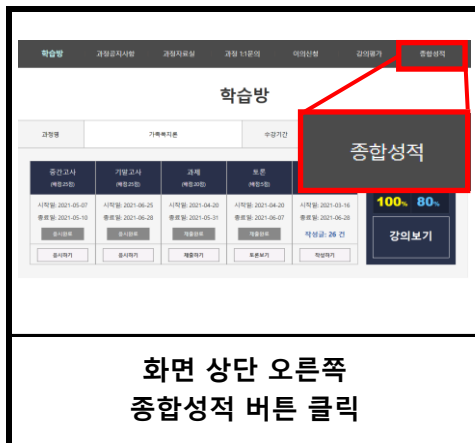 학습방 과정공지사항 과정자료실 과정 1:1문의 이의신청 강의평가 종합성적
학습방
과정명 가족복지론 수강기간
종합성적
중간고사 기말고사 과제 토론
(배점25점) (배점25점) (배점20점) (배점5점)
시작일: 2021-05-07 시작일: 2021-06-25 시작일: 2021-04-20 시작일: 2021-04-20 시작일: 2021-03-16
종료일: 2021-05-10 종료일: 2021-06-28 종료일: 2021-05-31 종료일: 2021-06-07 종료일: 2021-06-28
100% 80%
응시완료 응시완료 제출완료 제출완료 작성글: 26 건
강의보기
응시하기 응시하기 제출하기 토론보기 작성하기
화면 상단 오른쪽
종합성적 버튼 클릭